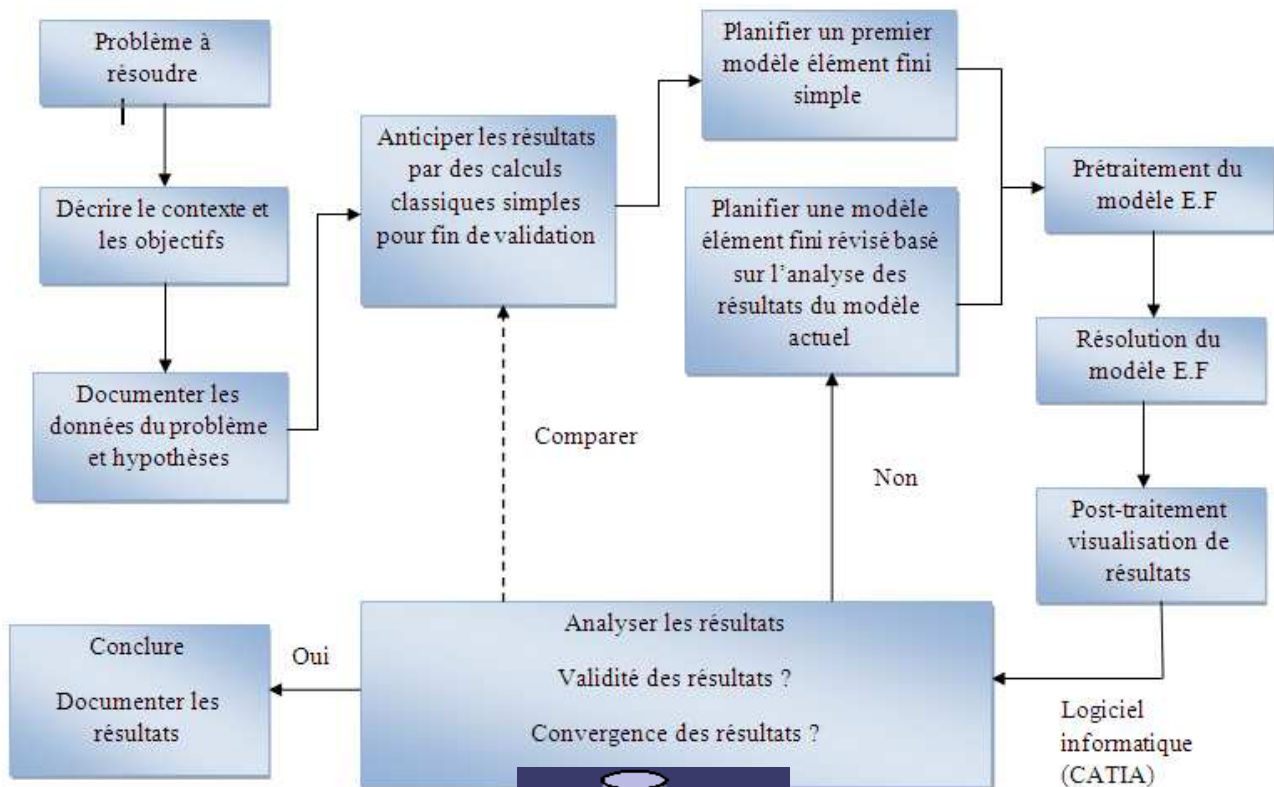 Problème à
résoudre
Décrire le contexte et
les objectifs
Documenter les
données du problème
et hypothèses
Anticiper les résultats
par des calculs
classiques simples
pour fin de validation
Planifier un premier
modèle élément fini
simple
Planifier une modèle
élément fini révisé basé
sur l'analyse des
résultats du modèle
actuel
Prétraitement du
modèle E.F
Résolution du
modèle E.F
Post-traitement
visualisation de
résultats
Logiciel
informatique
(CATIA)
Analyser les résultats
Validité des résultats ?
Convergence des résultats ?
Comparer
Non
Oui
Conclure
Documenter les
résultats